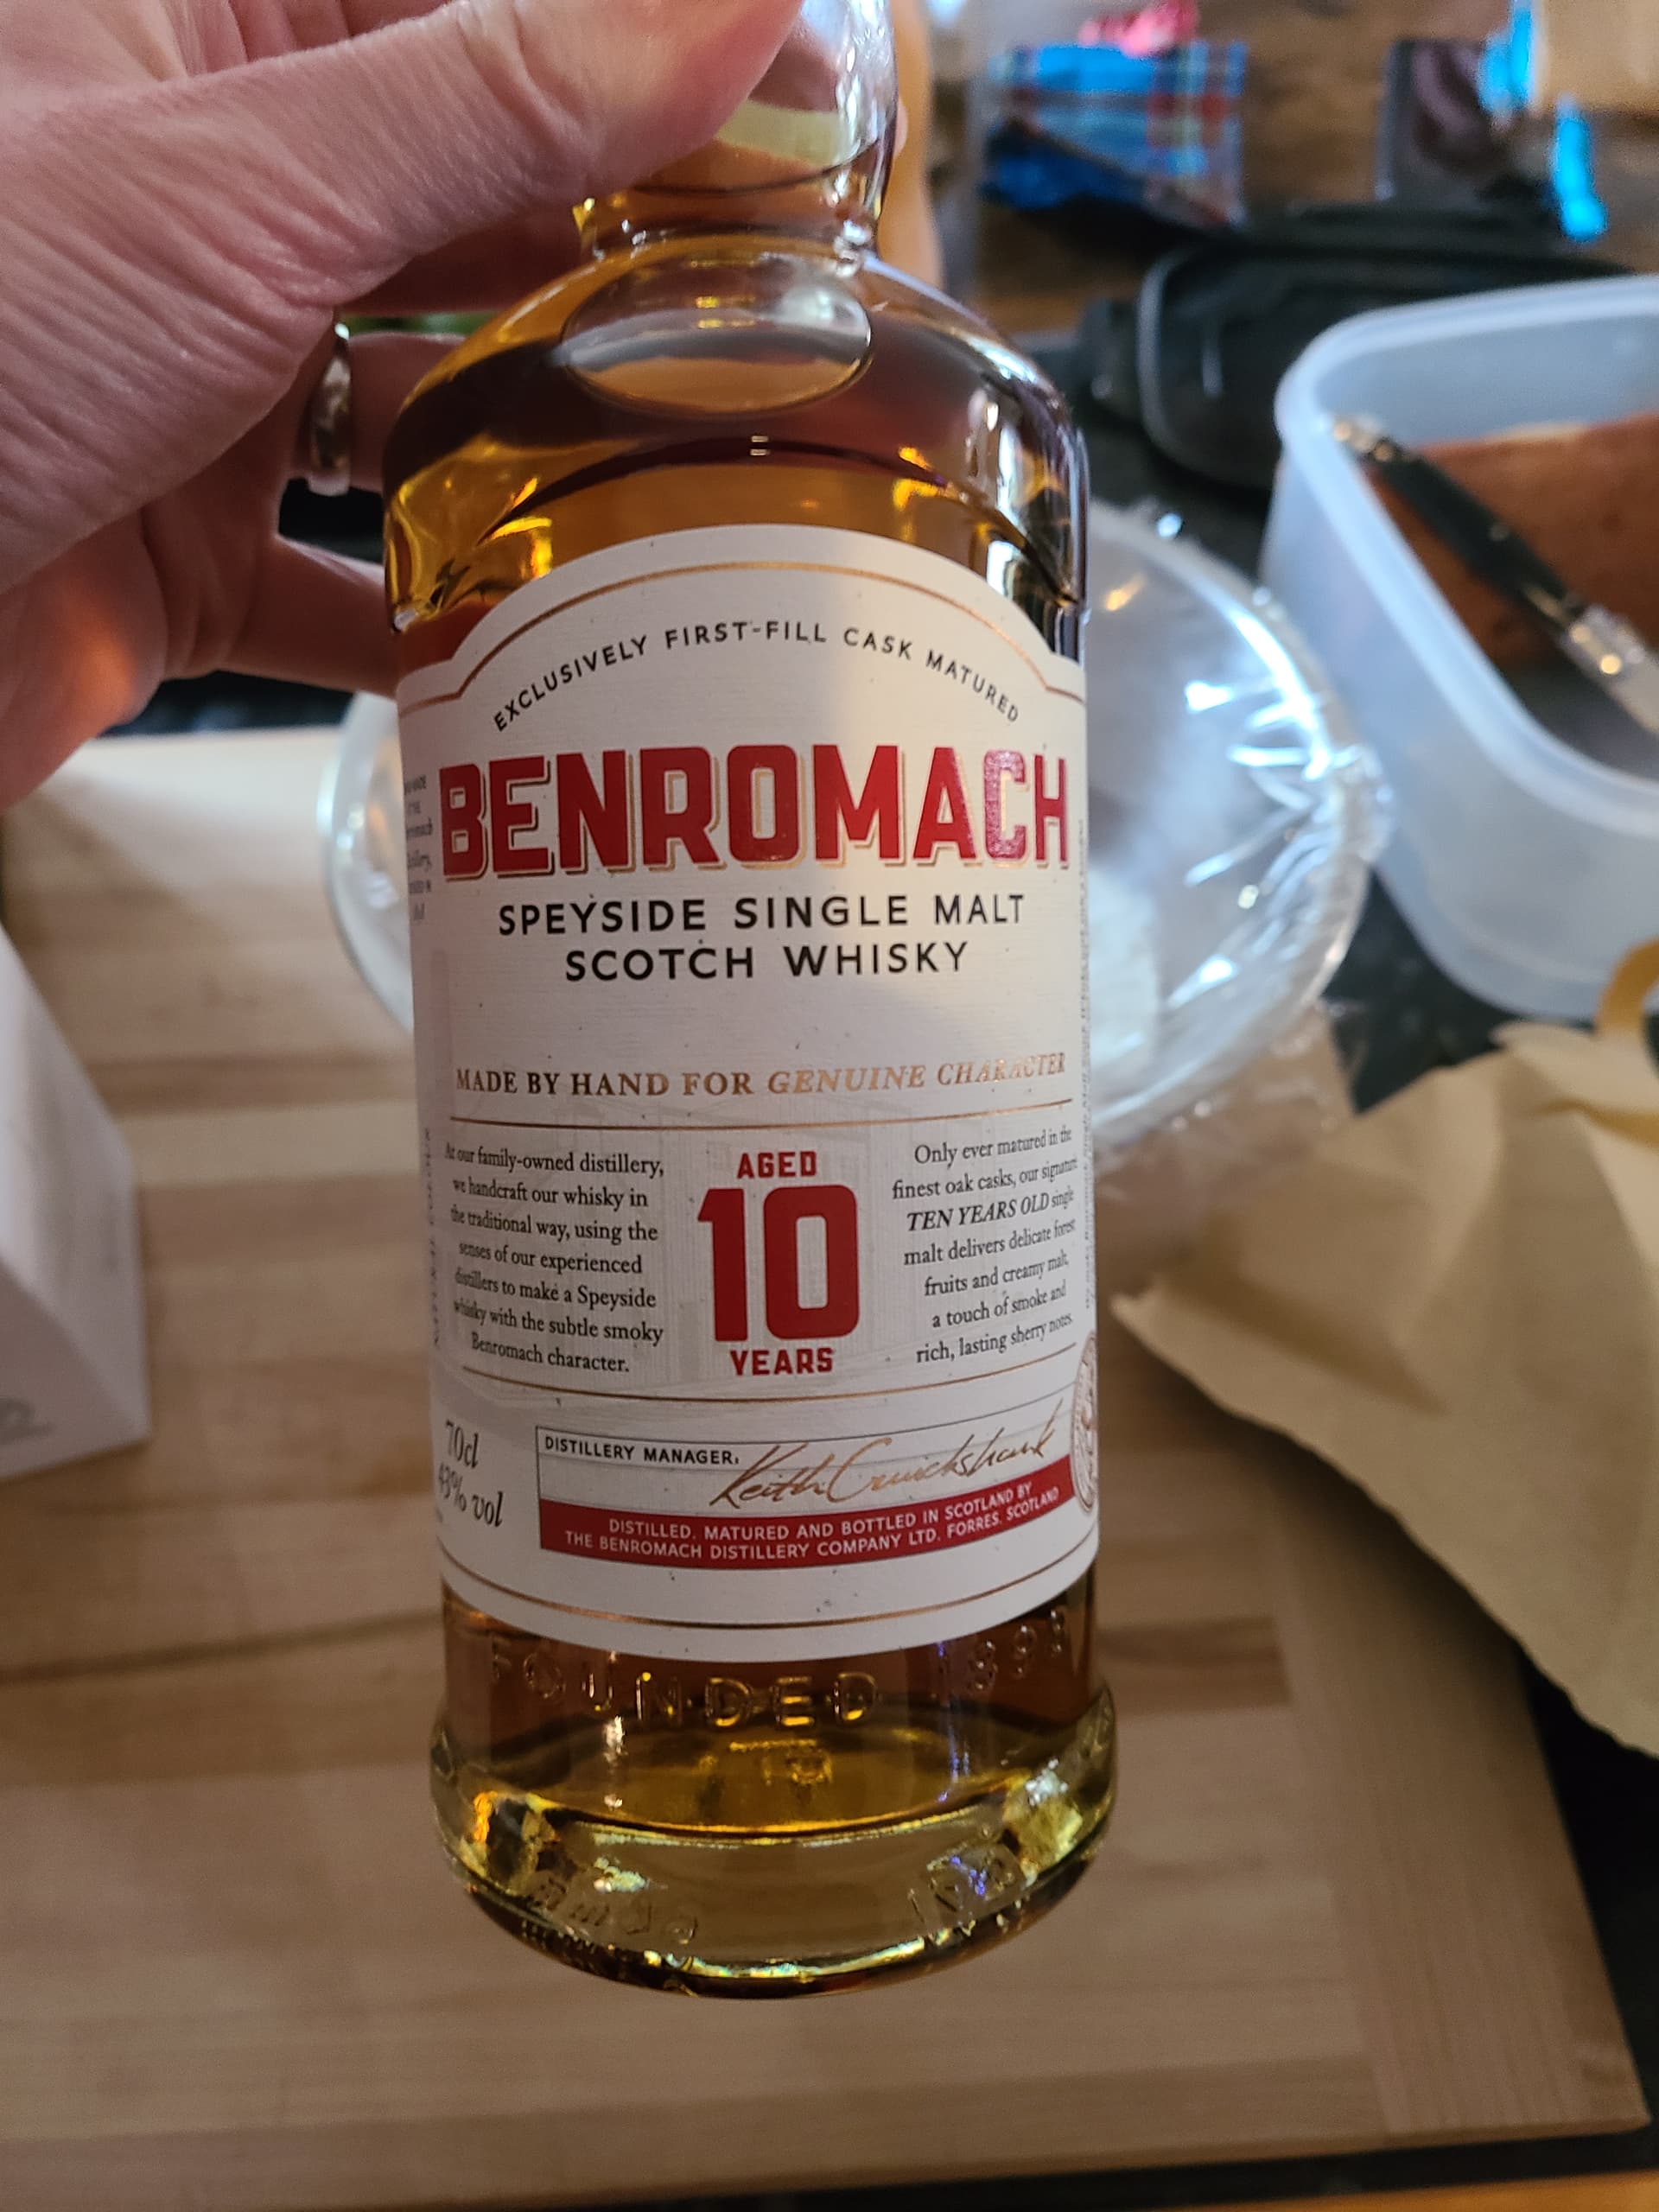 EXCLUSIVELY FIRST-FILL CASK MATURED
BENROMACH
SPEYSIDE SINGLE MALT
SCOTCH WHISKY
MADE BY HAND FOR GENUINE CHARACTER
At our family-owned distillery,
we handcraft our whisky in
the traditional way, using the
senses of our experienced
distillers to make a Speyside
whisky with the subtle smoky
Benromach character.
AGED
10
YEARS
Only ever matured in the
finest oak casks, our signature
TEN YEARS OLD single
malt delivers delicate forest
fruits and creamy malt,
a touch of smoke and
rich, lasting sherry notes.
70cl
43% vol
DISTILLERY MANAGER,
Keith Cruickshank
DISTILLED, MATURED AND BOTTLED IN SCOTLAND BY
THE BENROMACH DISTILLERY COMPANY LTD, FORRES, SCOTLAND
FOUNDED 1898